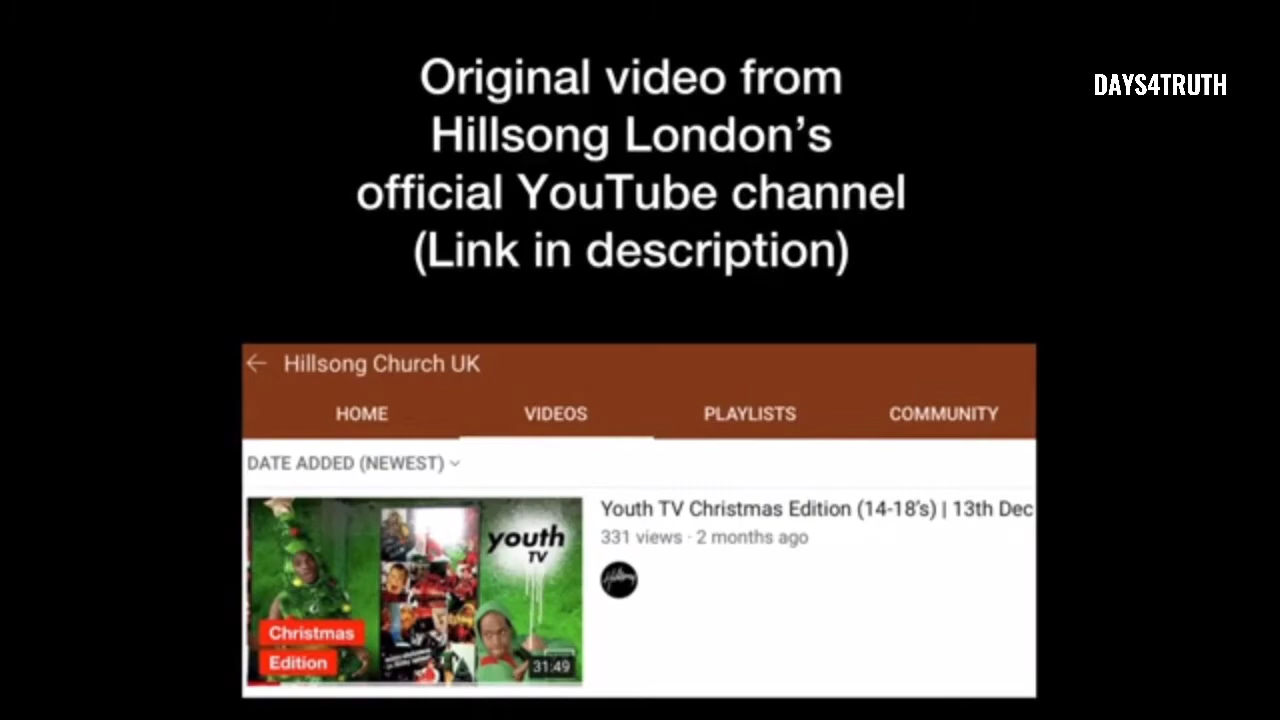 Original video from
Hillsong London's
official YouTube channel
(Link in description)
DAYS4TRUTH
← Hillsong Church UK
HOME VIDEOS PLAYLISTS COMMUNITY
DATE ADDED (NEWEST)
Youth TV Christmas Edition (14-18's) | 13th Dec
331 views · 2 months ago
youth
TV
Christmas
Edition
31:49